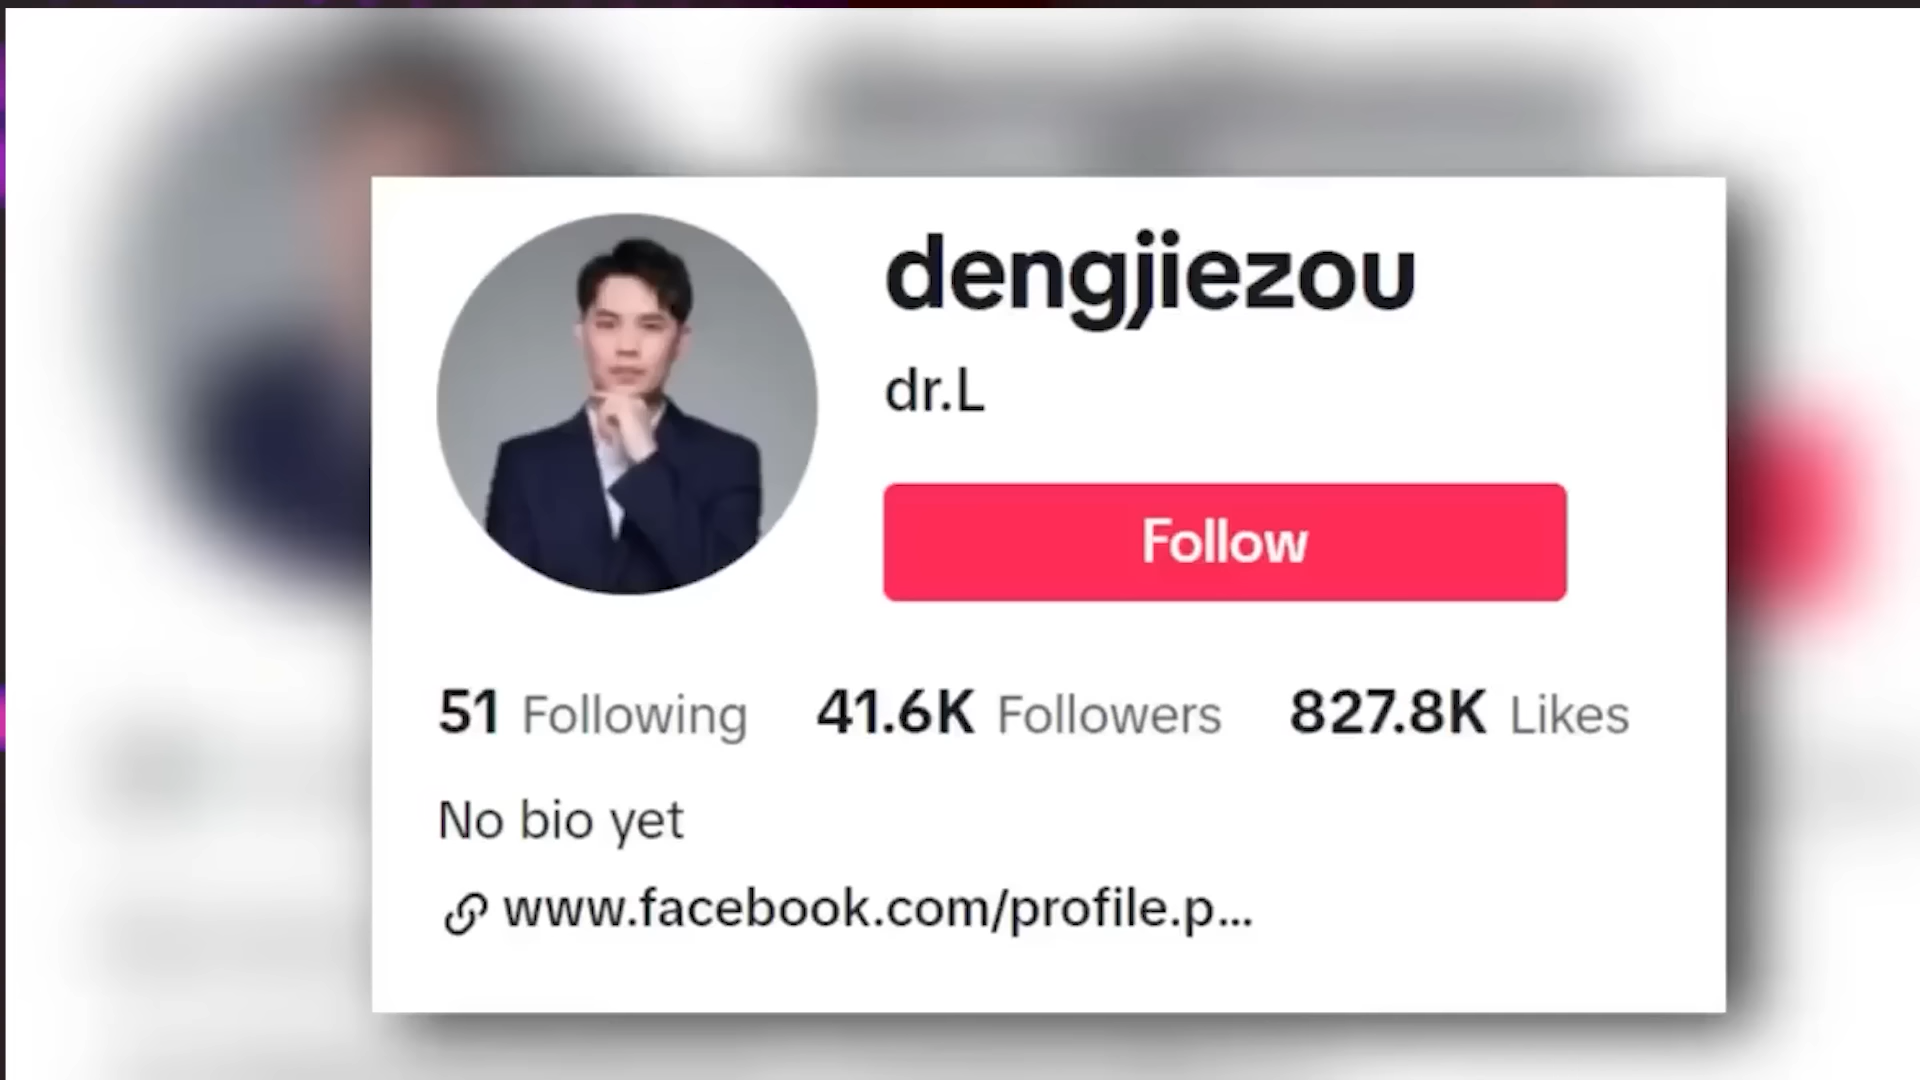 dengjiezou
dr.L
Follow
51 Following 41.6K Followers 827.8K Likes
No bio yet
www.facebook.com/profile.p...